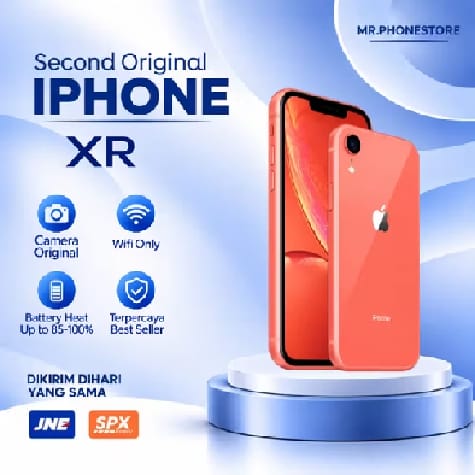 MR.PHONESTORE
Second Original
IPHONE
XR
Camera
Original
Wifi Only
Battery Heat
Up to 85-100%
Terpercaya
Best Seller
DIKIRIM DIHARI
YANG SAMA
JNE
SPX